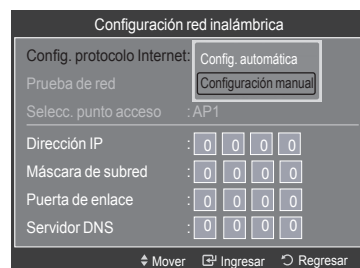 Configuración red inalámbrica
Config. protocolo Internet: Config. automática
Configuración manual
Prueba de red
Selecc. punto acceso : AP1
Dirección IP : 0 0 0 0
Máscara de subred : 0 0 0 0
Puerta de enlace : 0 0 0 0
Servidor DNS : 0 0 0 0
Mover Ingresar Regresar